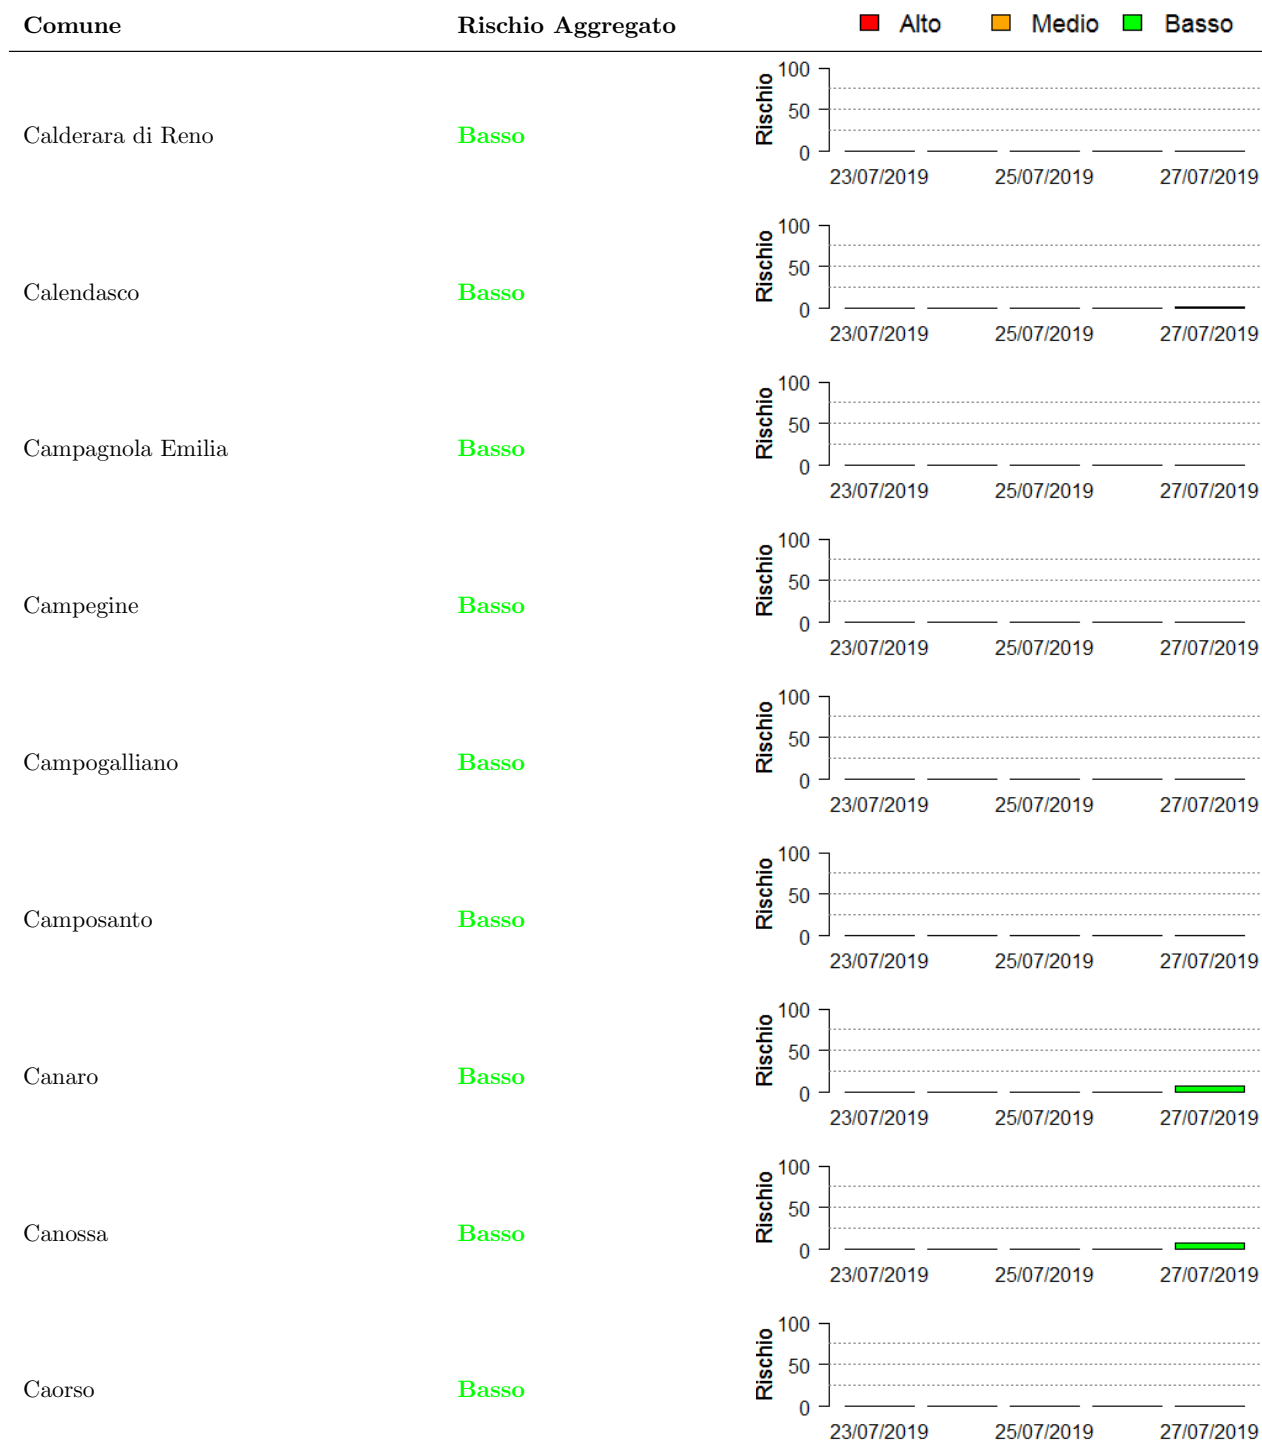 Comune Rischio Aggregato Alto Medio Basso
Calderara di Reno Basso Rischio 100 50 0
23/07/2019 25/07/2019 27/07/2019
Calendasco Basso Rischio 100 50 0
23/07/2019 25/07/2019 27/07/2019
Campagnola Emilia Basso Rischio 100 50 0
23/07/2019 25/07/2019 27/07/2019
Campegine Basso Rischio 100 50 0
23/07/2019 25/07/2019 27/07/2019
Campogalliano Basso Rischio 100 50 0
23/07/2019 25/07/2019 27/07/2019
Camposanto Basso Rischio 100 50 0
23/07/2019 25/07/2019 27/07/2019
Canaro Basso Rischio 100 50 0
23/07/2019 25/07/2019 27/07/2019
Canossa Basso Rischio 100 50 0
23/07/2019 25/07/2019 27/07/2019
Caorso Basso Rischio 100 50 0
23/07/2019 25/07/2019 27/07/2019